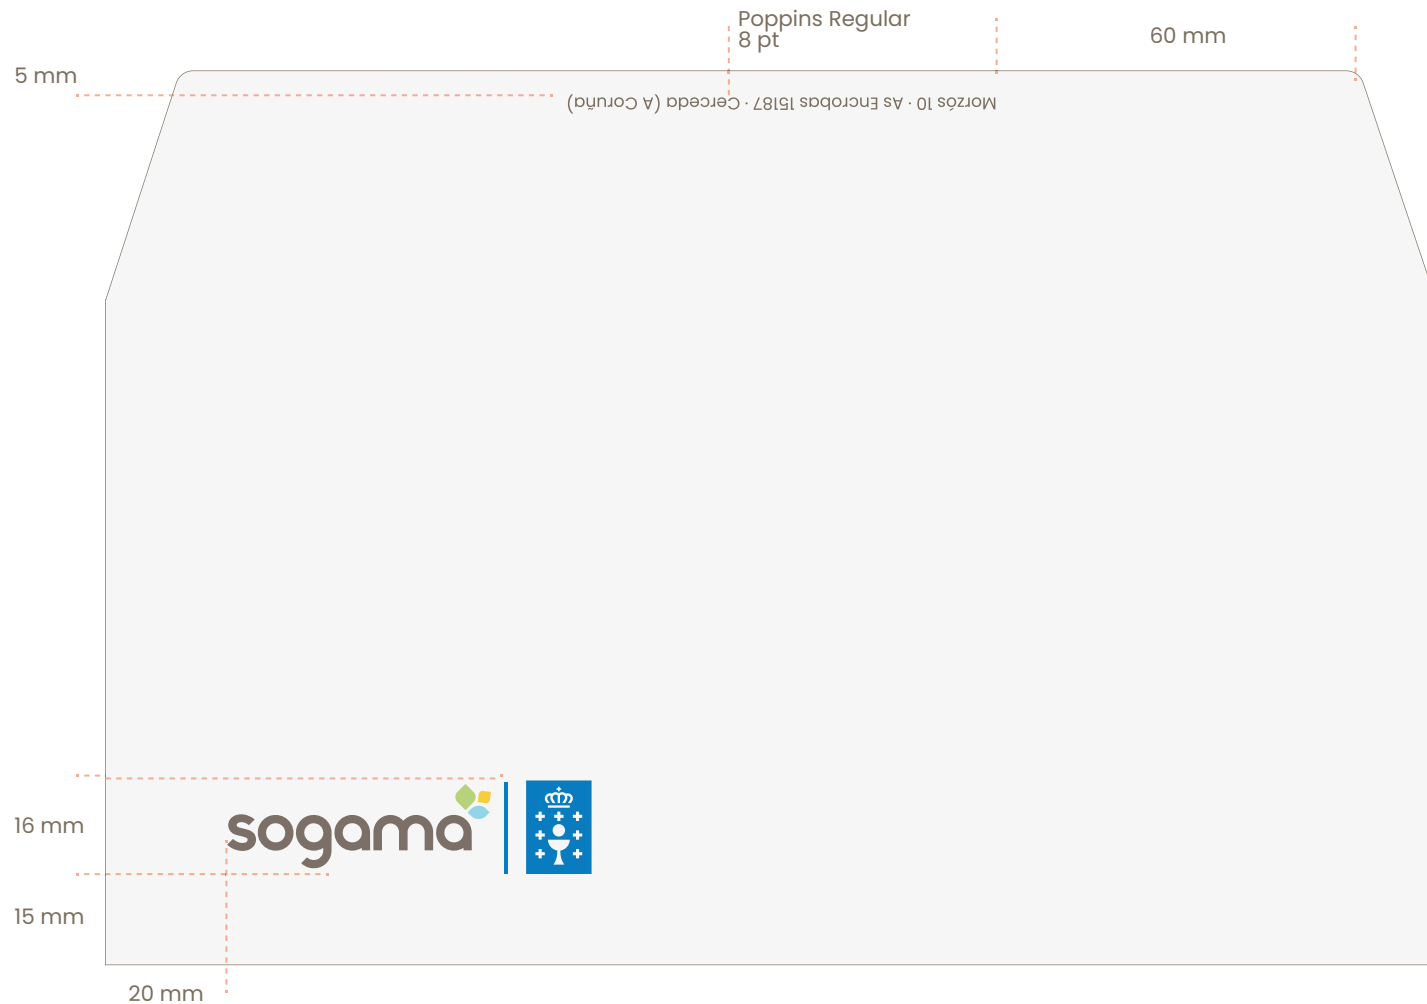 Poppins Regular
8 pt
60 mm
5 mm
Morzós 10 · As Encrobas 15187 · Cerceda (A Coruña)
16 mm
sogama
15 mm
20 mm